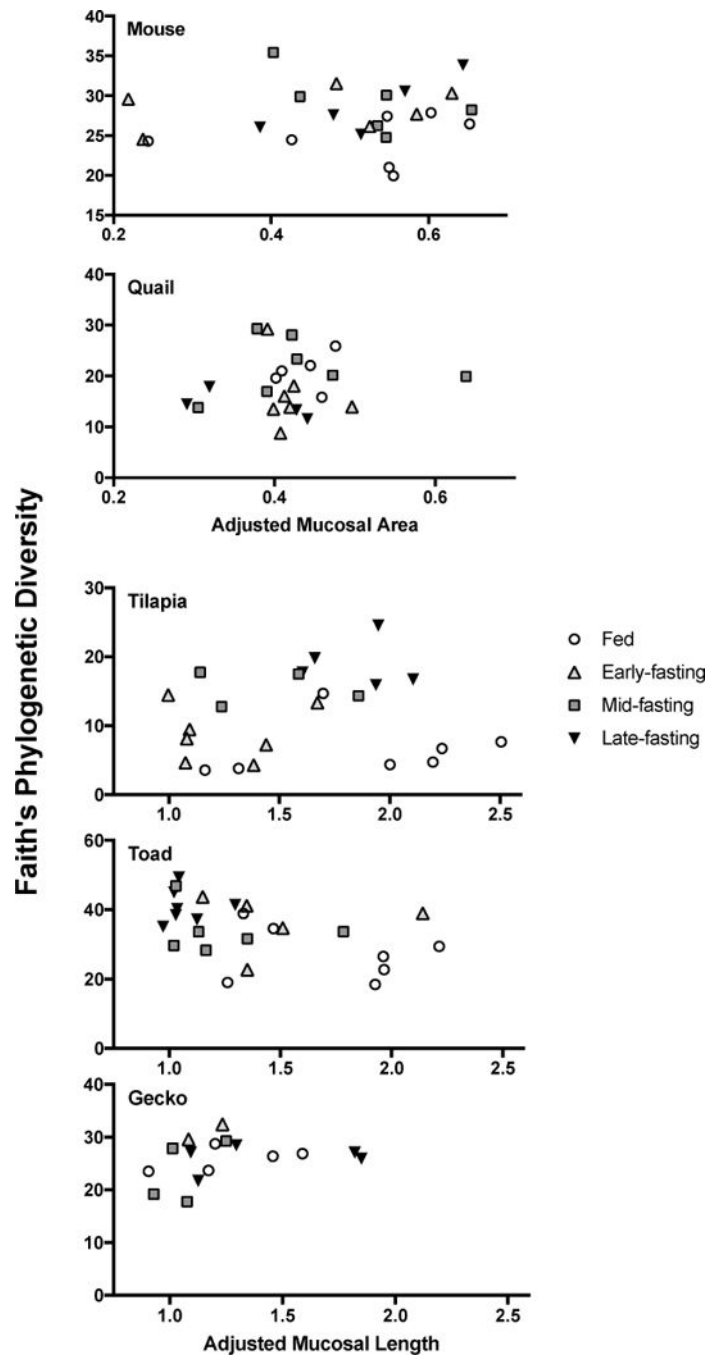 Mouse
40
35
30
25
20
15
0.2 0.4 0.6
Quail
40
30
20
10
0
0.2 0.4 0.6
Adjusted Mucosal Area
Faith's Phylogenetic Diversity
Tilapia
30
20
10
0
1.0 1.5 2.0 2.5
Fed
Early-fasting
Mid-fasting
Late-fasting
Toad
60
40
20
0
1.0 1.5 2.0 2.5
Gecko
40
30
20
10
0
1.0 1.5 2.0 2.5
Adjusted Mucosal Length